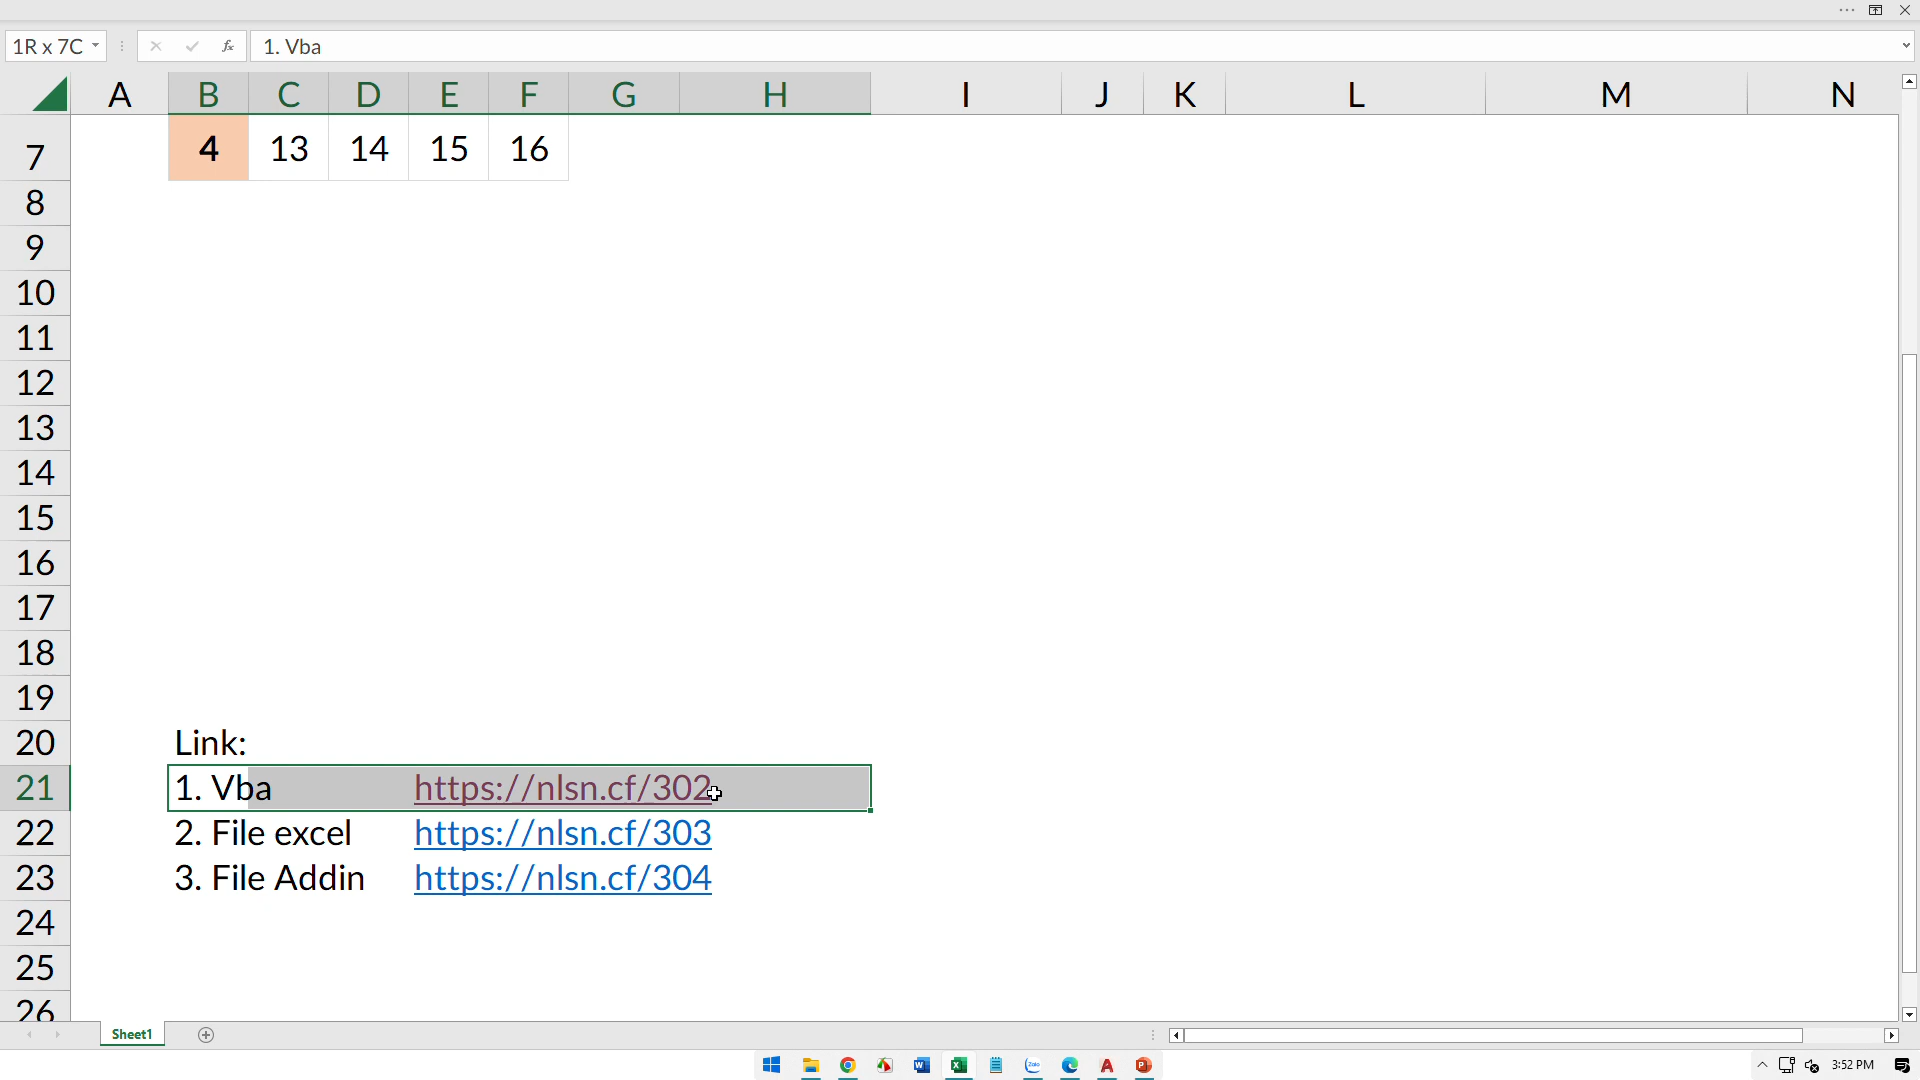 1R x 7C 1. Vba
A B C D E F G H I J K L M N
7 4 13 14 15 16
8
9
10
11
12
13
14
15
16
17
18
19
20 Link:
21 1. Vba https://nlsn.cf/302
22 2. File excel https://nlsn.cf/303
23 3. File Addin https://nlsn.cf/304
24
25
26
Sheet1
3:52 PM